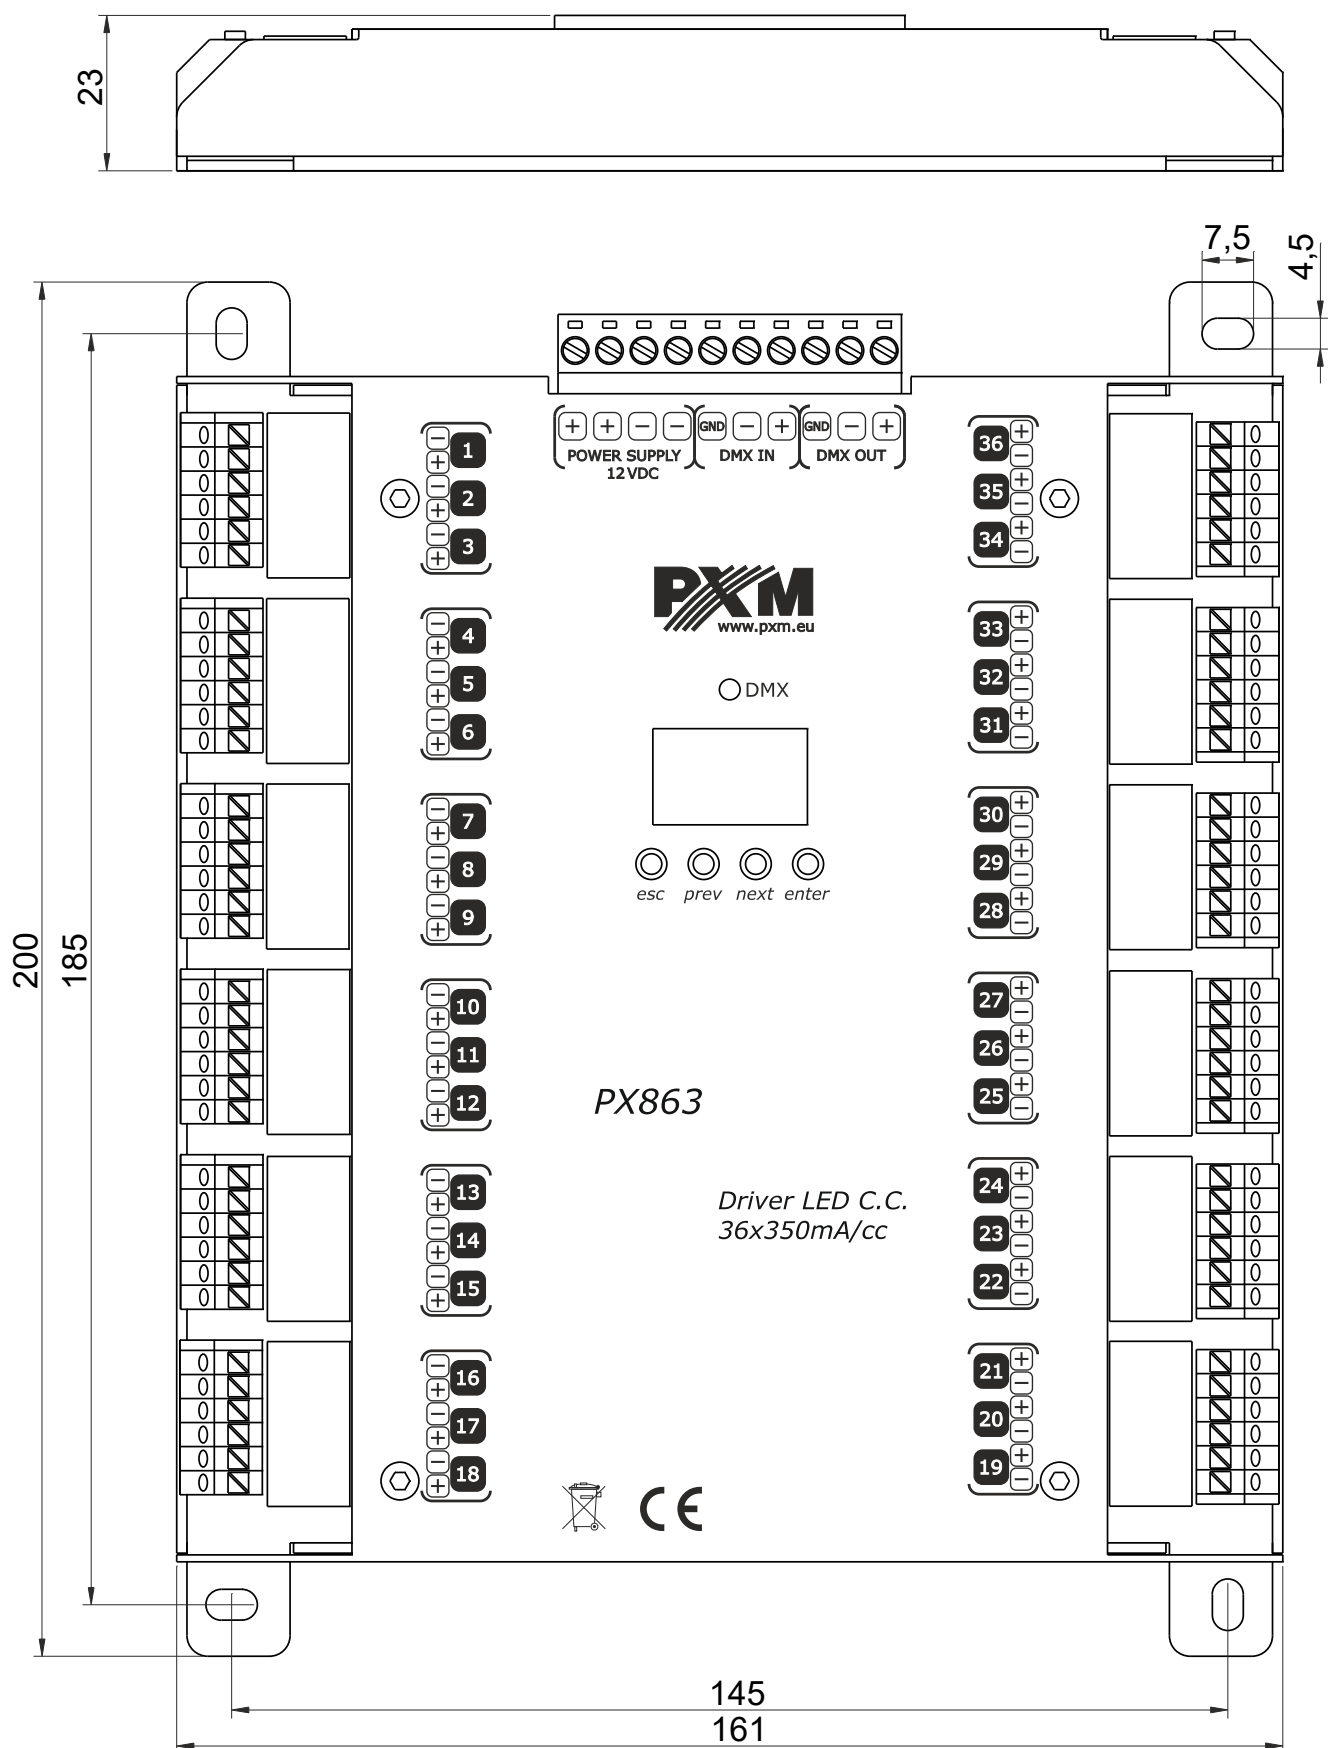 23
7,5
4,5
200
185
+ + − − GND − + GND − +
POWER SUPPLY DMX IN DMX OUT
12VDC
− + 1
− + 2
− + 3
− + 4
− + 5
− + 6
− + 7
− + 8
− + 9
− + 10
− + 11
− + 12
− + 13
− + 14
− + 15
− + 16
− + 17
− + 18
PXM
www.pxm.eu
DMX
esc prev next enter
PX863
Driver LED C.C.
36x350mA/cc
CE
36 + −
35 + −
34 + −
33 + −
32 + −
31 + −
30 + −
29 + −
28 + −
27 + −
26 + −
25 + −
24 + −
23 + −
22 + −
21 + −
20 + −
19 + −
145
161